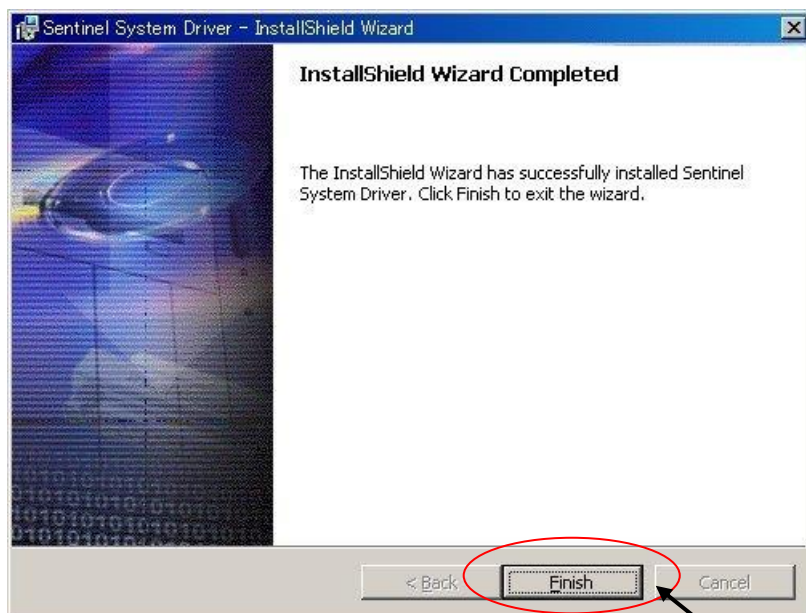 Sentinel System Driver - InstallShield Wizard
InstallShield Wizard Completed
The InstallShield Wizard has successfully installed Sentinel
System Driver. Click Finish to exit the wizard.
1010101010
< Back
Finish
Cancel